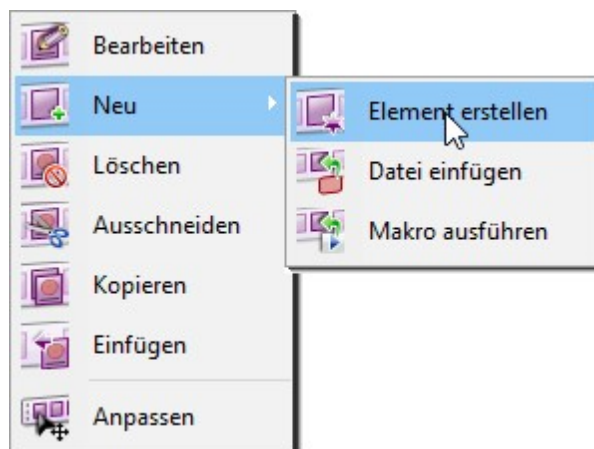 Bearbeiten
Neu
Löschen
Ausschneiden
Kopieren
Einfügen
Anpassen
Element erstellen
Datei einfügen
Makro ausführen